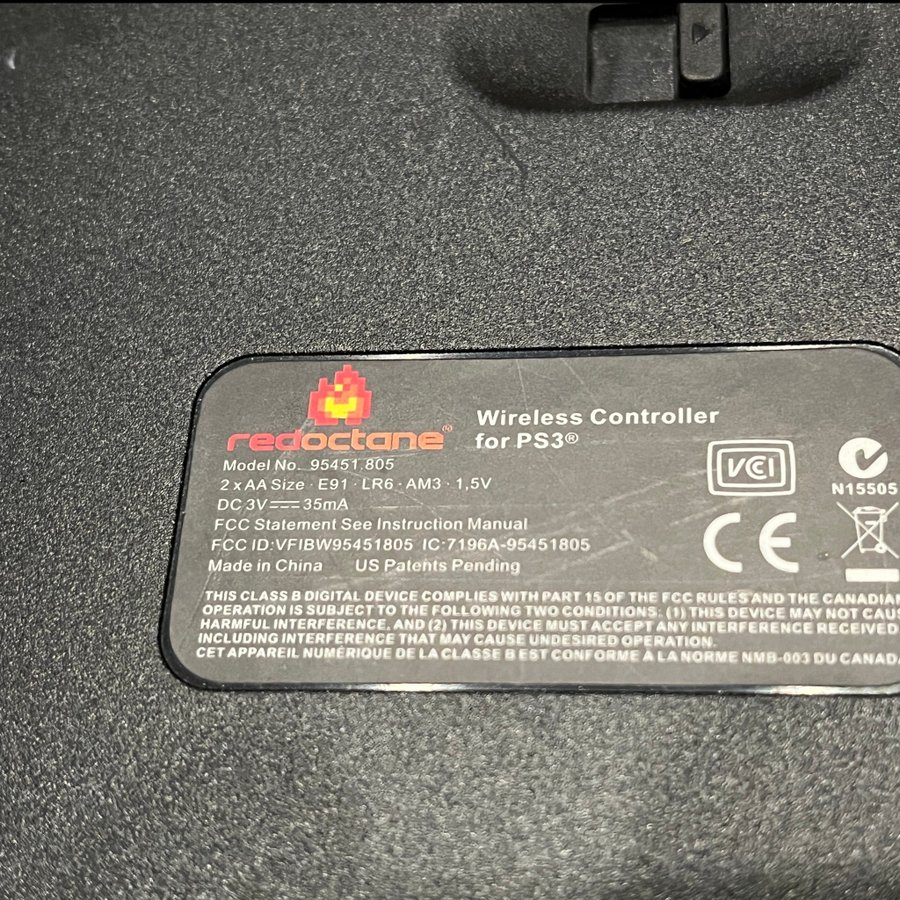 redoctane®
Wireless Controller
for PS3®
Model No. 95451.805
2 x AA Size · E91 · LR6 · AM3 · 1,5V
DC 3V 35mA
FCC Statement See Instruction Manual
FCC ID:VFIBW95451805 IC:7196A-95451805
Made in China US Patents Pending
VCCI
N15505
CE
THIS CLASS B DIGITAL DEVICE COMPLIES WITH PART 15 OF THE FCC RULES AND THE CANADIAN
OPERATION IS SUBJECT TO THE FOLLOWING TWO CONDITIONS: (1) THIS DEVICE MAY NOT CAUS
HARMFUL INTERFERENCE, AND (2) THIS DEVICE MUST ACCEPT ANY INTERFERENCE RECEIVED
INCLUDING INTERFERENCE THAT MAY CAUSE UNDESIRED OPERATION.
CET APPAREIL NUMÉRIQUE DE LA CLASSE B EST CONFORME A LA NORME NMB-003 DU CANADA